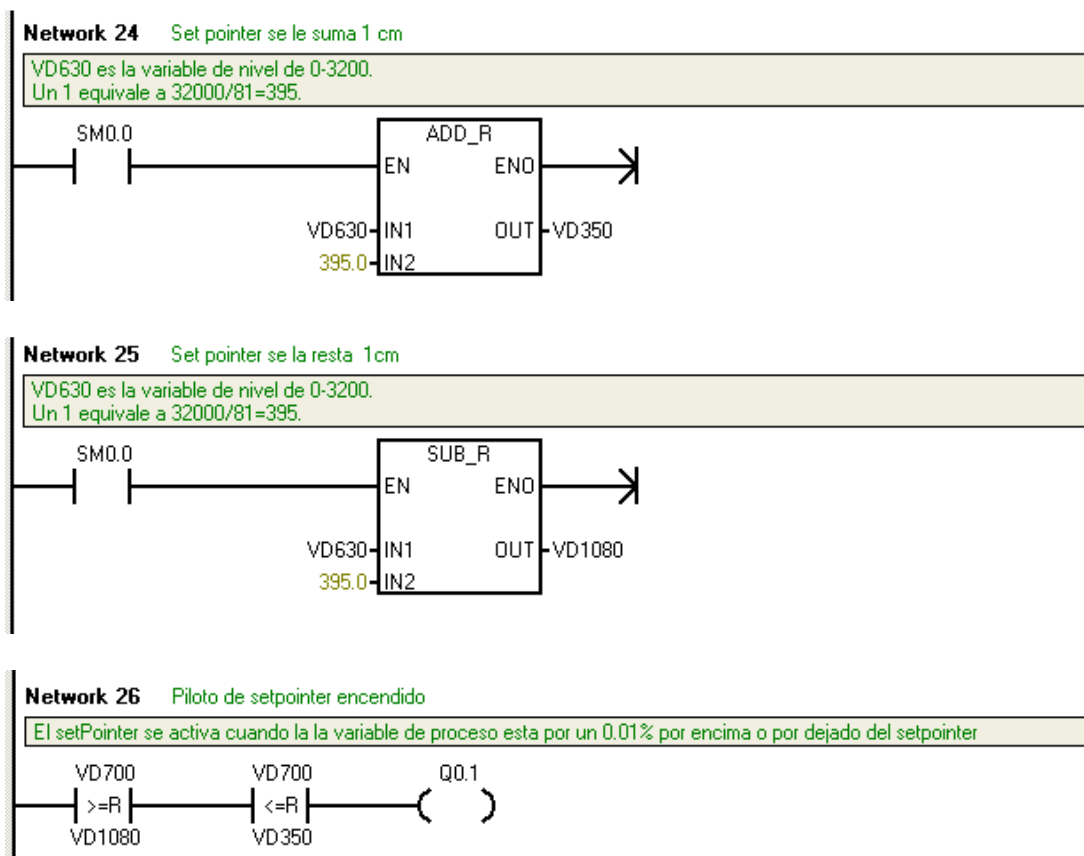 Network 24 Set pointer se le suma 1 cm
VD630 es la variable de nivel de 0-3200.
Un 1 equivale a 32000/81=395.
SM0.0
ADD_R
EN ENO
VD630 IN1 OUT VD350
395.0 IN2
Network 25 Set pointer se la resta 1cm
VD630 es la variable de nivel de 0-3200.
Un 1 equivale a 32000/81=395.
SM0.0
SUB_R
EN ENO
VD630 IN1 OUT VD1080
395.0 IN2
Network 26 Piloto de setpointer encendido
El setPointer se activa cuando la la variable de proceso esta por un 0.01% por encima o por dejado del setpointer
VD700 VD700 Q0.1
>=R <=R
VD1080 VD350